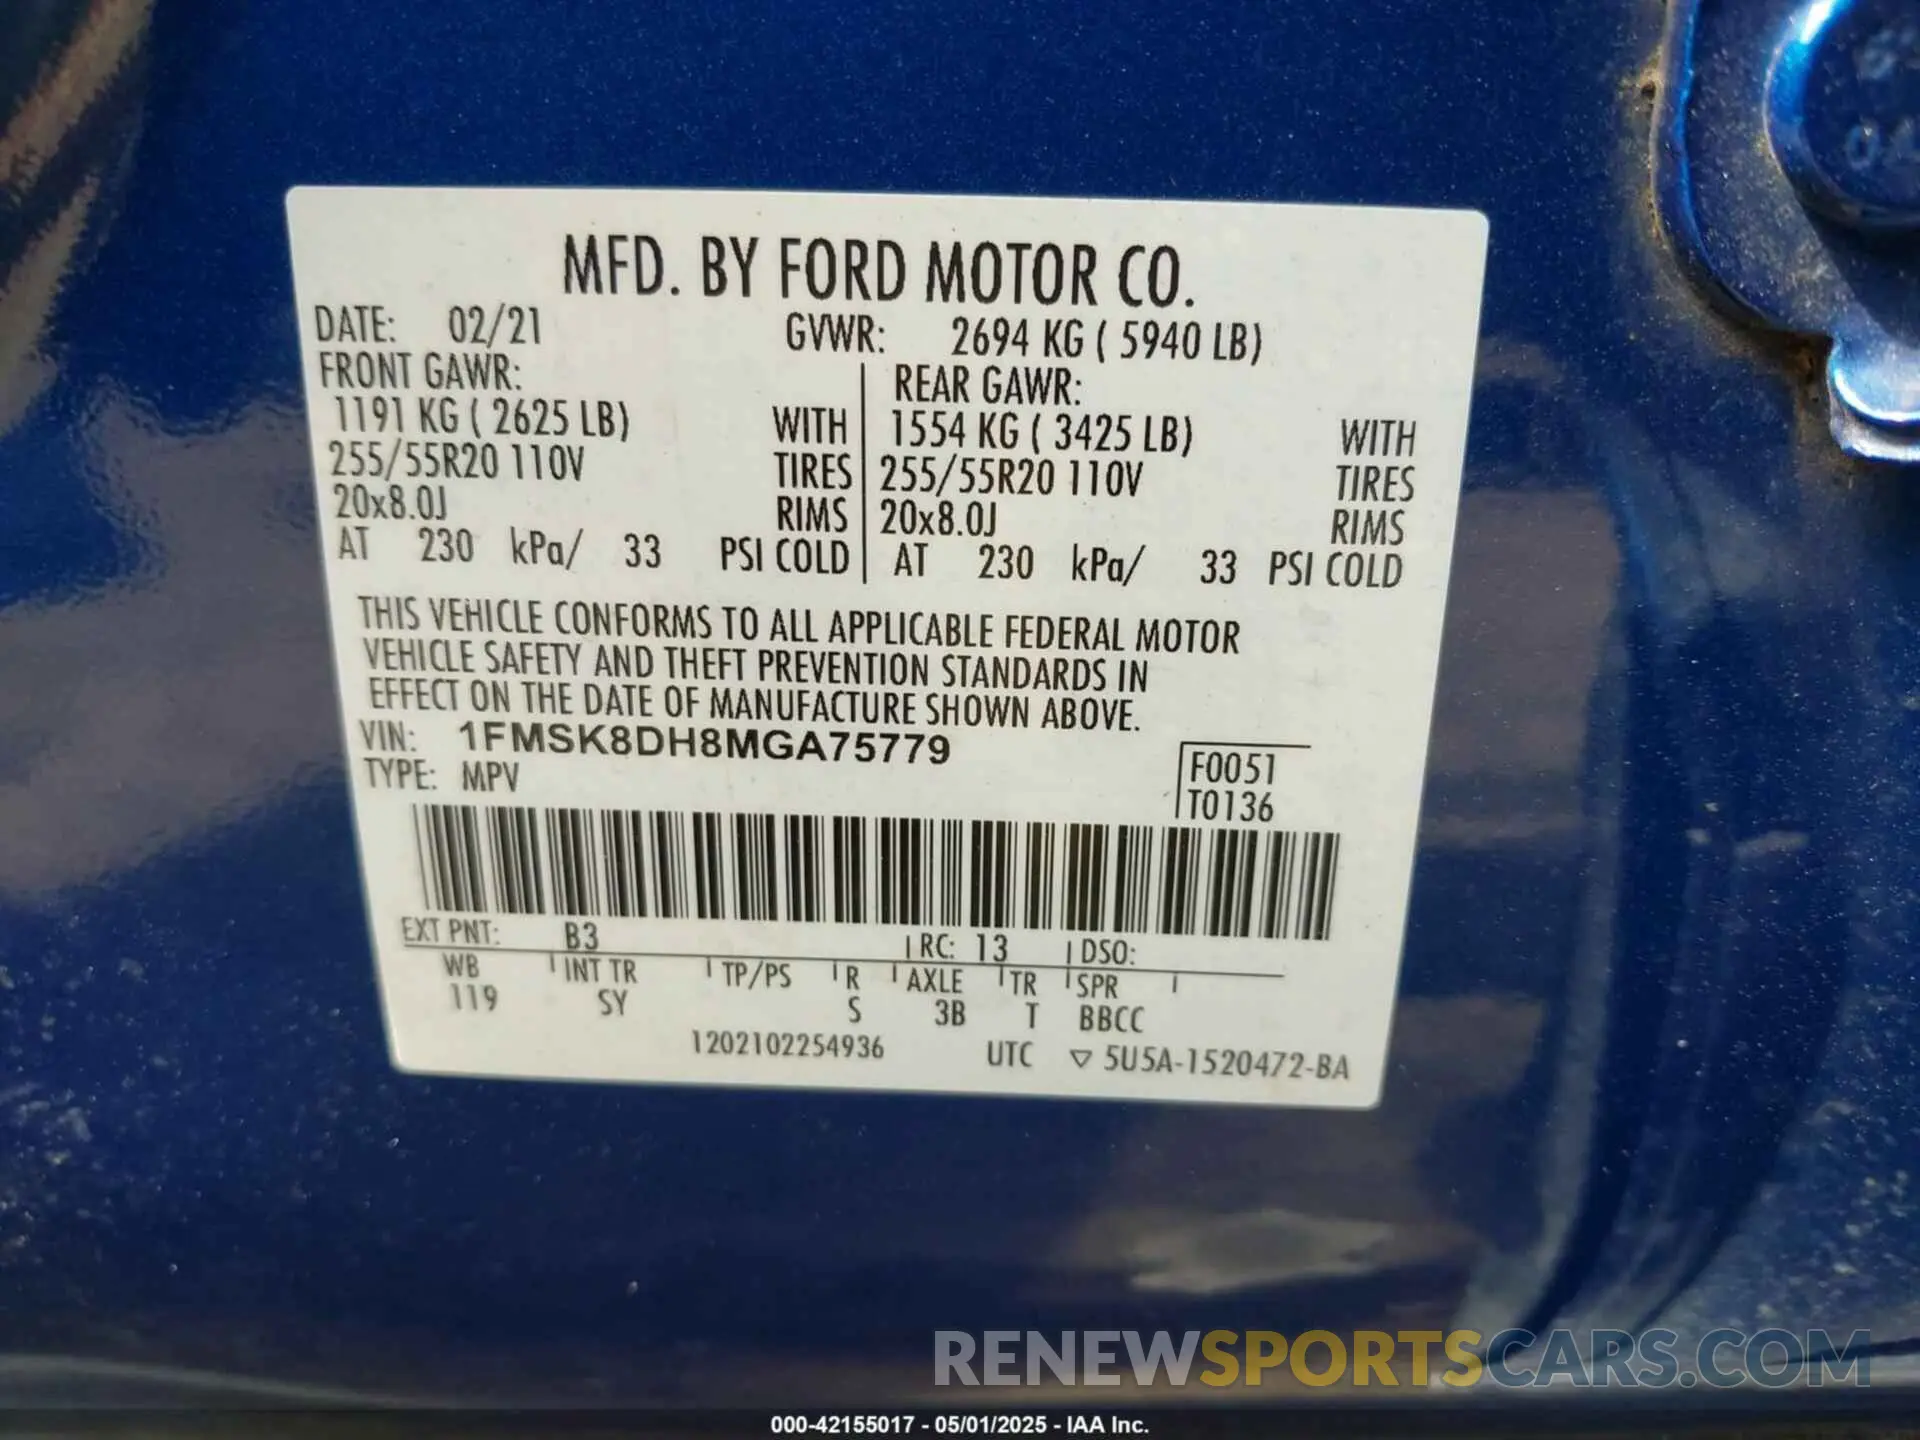 MFD. BY FORD MOTOR CO.
DATE: 02/21 GVWR: 2694 KG ( 5940 LB)
FRONT GAWR: REAR GAWR:
1191 KG ( 2625 LB) WITH 1554 KG ( 3425 LB) WITH
255/55R20 110V TIRES 255/55R20 110V TIRES
20x8.0J RIMS 20x8.0J RIMS
AT 230 kPa/ 33 PSI COLD AT 230 kPa/ 33 PSI COLD
THIS VEHICLE CONFORMS TO ALL APPLICABLE FEDERAL MOTOR
VEHICLE SAFETY AND THEFT PREVENTION STANDARDS IN
EFFECT ON THE DATE OF MANUFACTURE SHOWN ABOVE.
VIN: 1FMSK8DH8MGA75779
TYPE: MPV
F0051
T0136
EXT PNT: B3 RC: 13 DSO:
WB INT TR TP/PS R AXLE TR SPR
119 SY S 3B T BBCC
1202102254936 UTC ▽ 5U5A-1520472-BA
RENEWSPORTSCARS.COM
000-42155017 - 05/01/2025 - IAA Inc.